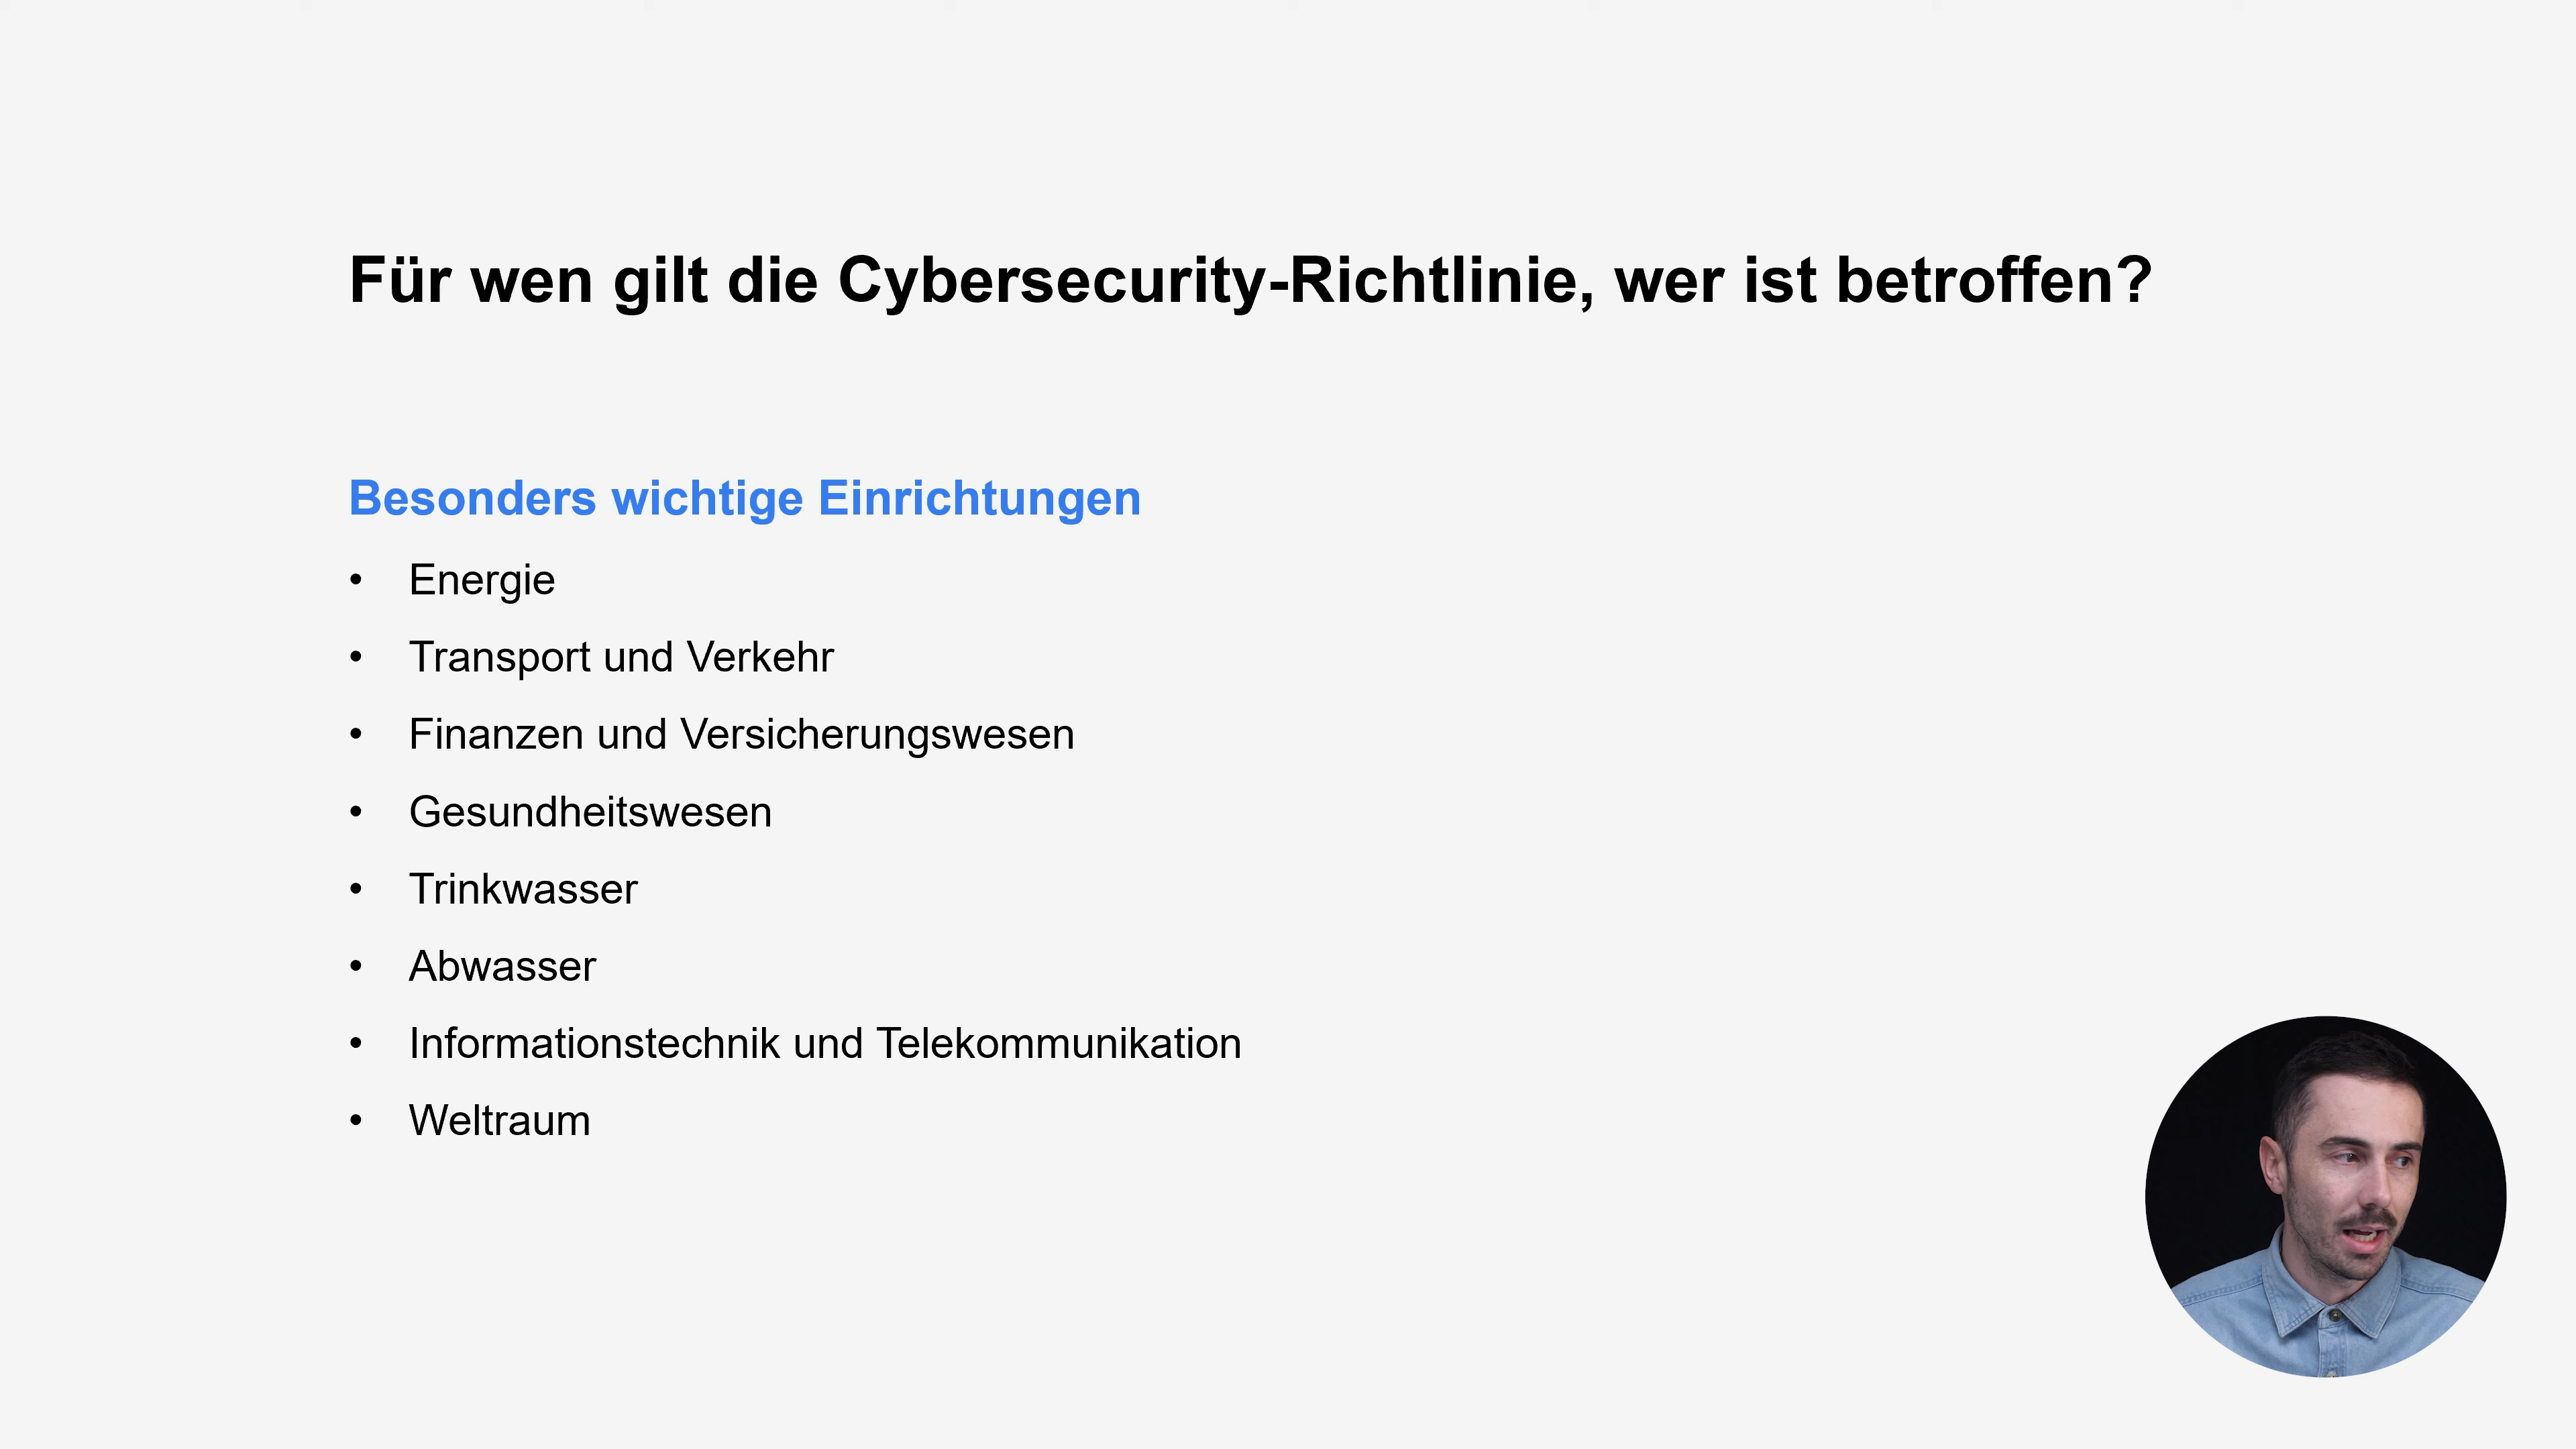 Für wen gilt die Cybersecurity-Richtlinie, wer ist betroffen?
Besonders wichtige Einrichtungen
• Energie
• Transport und Verkehr
• Finanzen und Versicherungswesen
• Gesundheitswesen
• Trinkwasser
• Abwasser
• Informationstechnik und Telekommunikation
• Weltraum